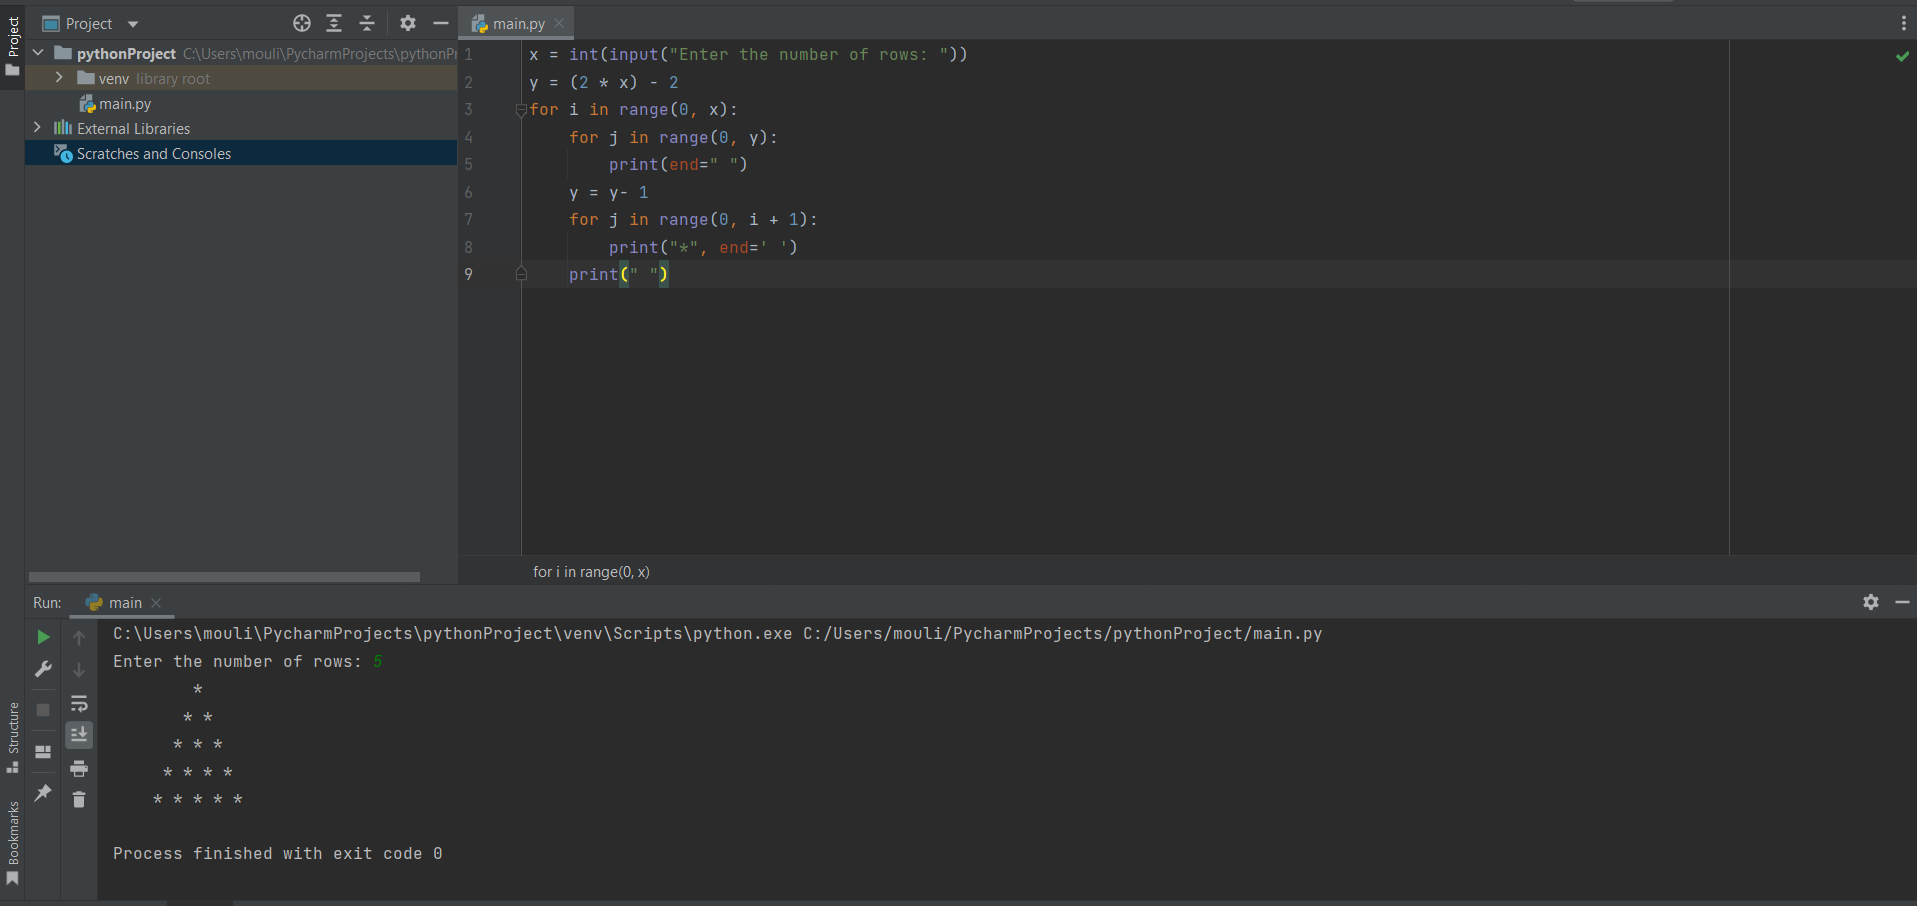 Project
Project
main.py
pythonProject C:\Users\mouli\PycharmProjects\pythonP
venv library root
main.py
External Libraries
Scratches and Consoles
1 x = int(input("Enter the number of rows: "))
2 y = (2 * x) - 2
3 for i in range(0, x):
4     for j in range(0, y):
5         print(end=" ")
6     y = y- 1
7     for j in range(0, i + 1):
8         print("*", end=' ')
9     print(" ")
for i in range(0, x)
Run: main
C:\Users\mouli\PycharmProjects\pythonProject\venv\Scripts\python.exe C:/Users/mouli/PycharmProjects/pythonProject/main.py
Enter the number of rows: 5
        *
       * *
      * * *
     * * * *
    * * * * *
Process finished with exit code 0
Structure
Bookmarks